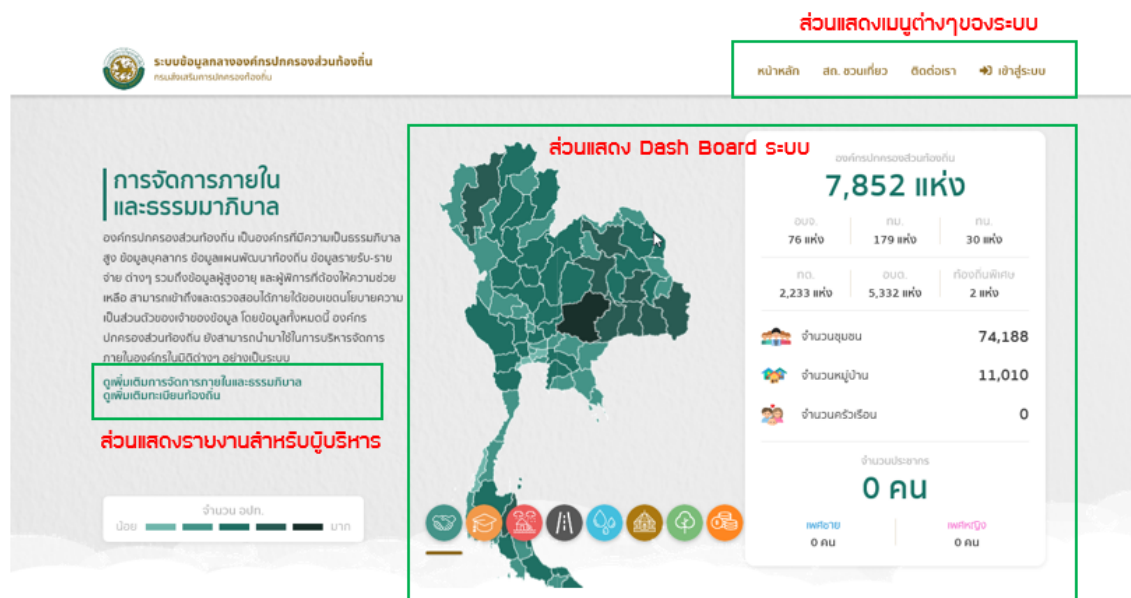 ส่วนแสดงเมนูต่างๆของระบบ
ระบบข้อมูลกลางองค์กรปกครองส่วนท้องถิ่น
กรมส่งเสริมการปกครองท้องถิ่น
หน้าหลัก สถ. ชวนเที่ยว ติดต่อเรา เข้าสู่ระบบ
ส่วนแสดง Dash Board ระบบ
การจัดการภายใน
และธรรมมาภิบาล
องค์กรปกครองส่วนท้องถิ่น เป็นองค์กรที่มีความเป็นธรรมภิบาล
สูง ข้อมูลบุคลากร ข้อมูลแผนพัฒนาท้องถิ่น ข้อมูลรายรับ-ราย
จ่าย ต่างๆ รวมถึงข้อมูลผู้สูงอายุ และผู้พิการที่ต้องให้ความช่วย
เหลือ สามารถเข้าถึงและตรวจสอบได้ภายใต้ขอบเขตนโยบายความ
เป็นส่วนตัวของเจ้าของข้อมูล โดยข้อมูลทั้งหมดนี้ องค์กร
ปกครองส่วนท้องถิ่น ยังสามารถนำมาใช้ในการบริหารจัดการ
ภายในองค์กรในมิติต่างๆ อย่างเป็นระบบ
ดูเพิ่มเติมการจัดการภายในและธรรมภิบาล
ดูเพิ่มเติมทะเบียนท้องถิ่น
ส่วนแสดงรายงานสำหรับผู้บริหาร
จำนวน อปท.
น้อย มาก
องค์กรปกครองส่วนท้องถิ่น
7,852 แห่ง
อบจ. ทม. ทน.
76 แห่ง 179 แห่ง 30 แห่ง
ทต. อบต. ท้องถิ่นพิเศษ
2,233 แห่ง 5,332 แห่ง 2 แห่ง
จำนวนชุมชน 74,188
จำนวนหมู่บ้าน 11,010
จำนวนครัวเรือน 0
จำนวนประชากร
0 คน
เพศชาย เพศหญิง
0 คน 0 คน